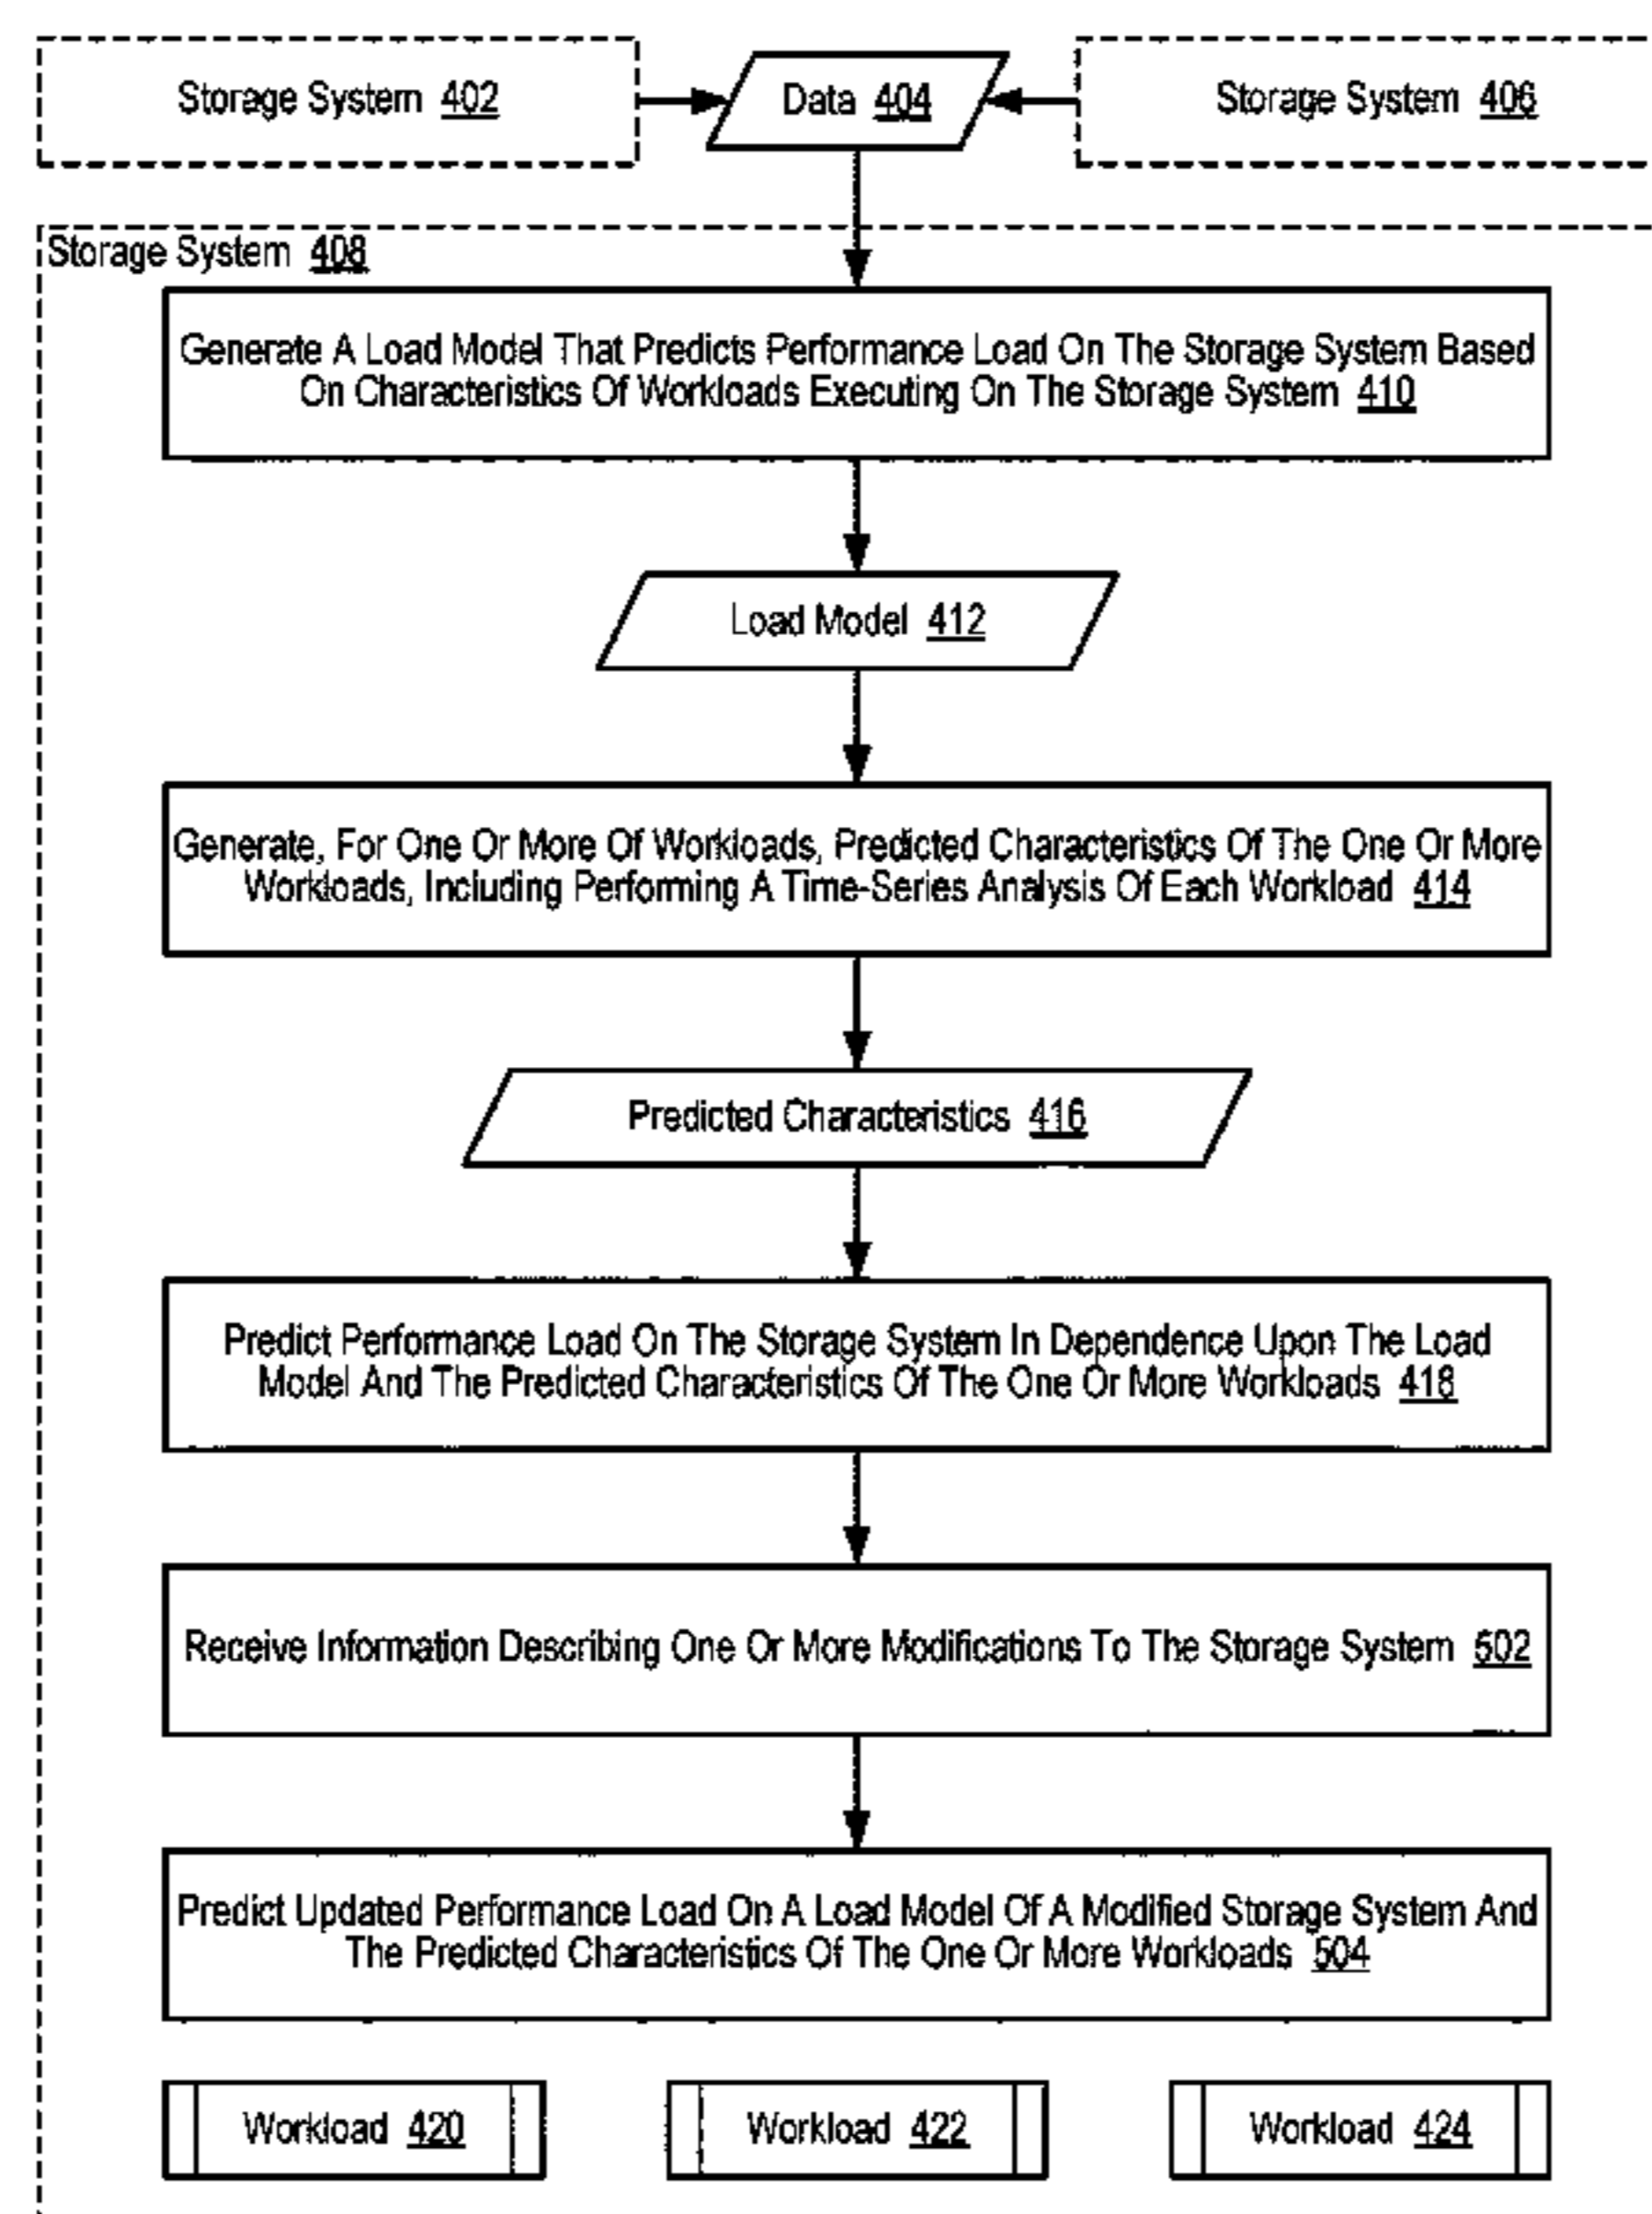 Storage System 402
Data 404
Storage System 406
Storage System 408
Generate A Load Model That Predicts Performance Load On The Storage System Based
On Characteristics Of Workloads Executing On The Storage System 410
Load Model 412
Generate, For One Or More Of Workloads, Predicted Characteristics Of The One Or More
Workloads, Including Performing A Time-Series Analysis Of Each Workload 414
Predicted Characteristics 416
Predict Performance Load On The Storage System In Dependence Upon The Load
Model And The Predicted Characteristics Of The One Or More Workloads 418
Receive Information Describing One Or More Modifications To The Storage System 502
Predict Updated Performance Load On A Load Model Of A Modified Storage System And
The Predicted Characteristics Of The One Or More Workloads 504
Workload 420
Workload 422
Workload 424